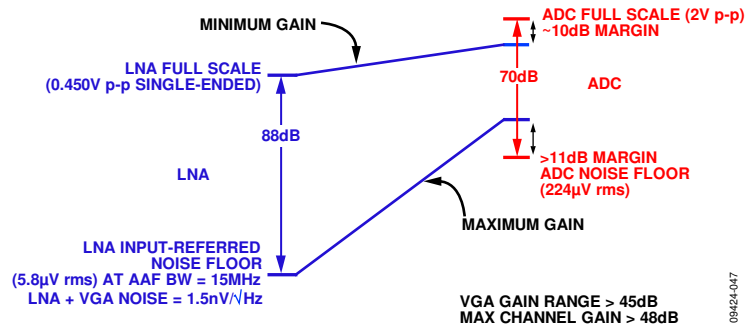 MINIMUM GAIN
ADC FULL SCALE (2V p-p)
~10dB MARGIN
LNA FULL SCALE
(0.450V p-p SINGLE-ENDED)
70dB
ADC
88dB
LNA
>11dB MARGIN
ADC NOISE FLOOR
(224µV rms)
MAXIMUM GAIN
LNA INPUT-REFERRED
NOISE FLOOR
(5.8µV rms) AT AAF BW = 15MHz
LNA + VGA NOISE = 1.5nV/√Hz
VGA GAIN RANGE > 45dB
MAX CHANNEL GAIN > 48dB
09424-047